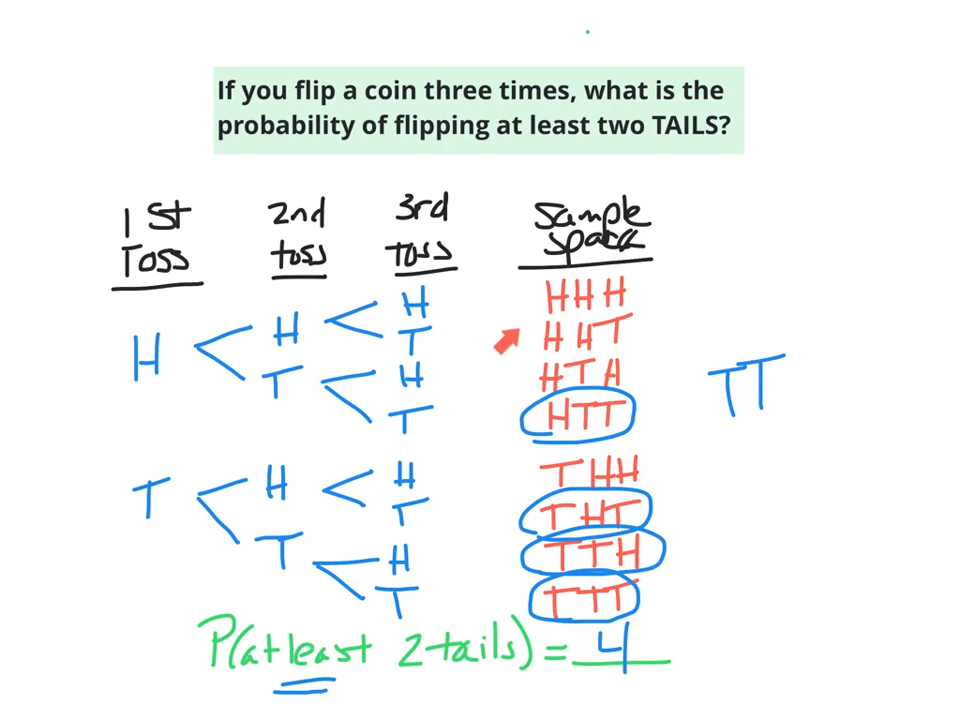 If you flip a coin three times, what is the
probability of flipping at least two TAILS?
1st Toss
2nd toss
3rd toss
Sample space
H
H
H
T
T
H
T
T
H
H
T
T
H
T
HHH
HHT
HTH
HTT
THH
THT
TTH
TTT
TT
P(at least 2 tails) = 4